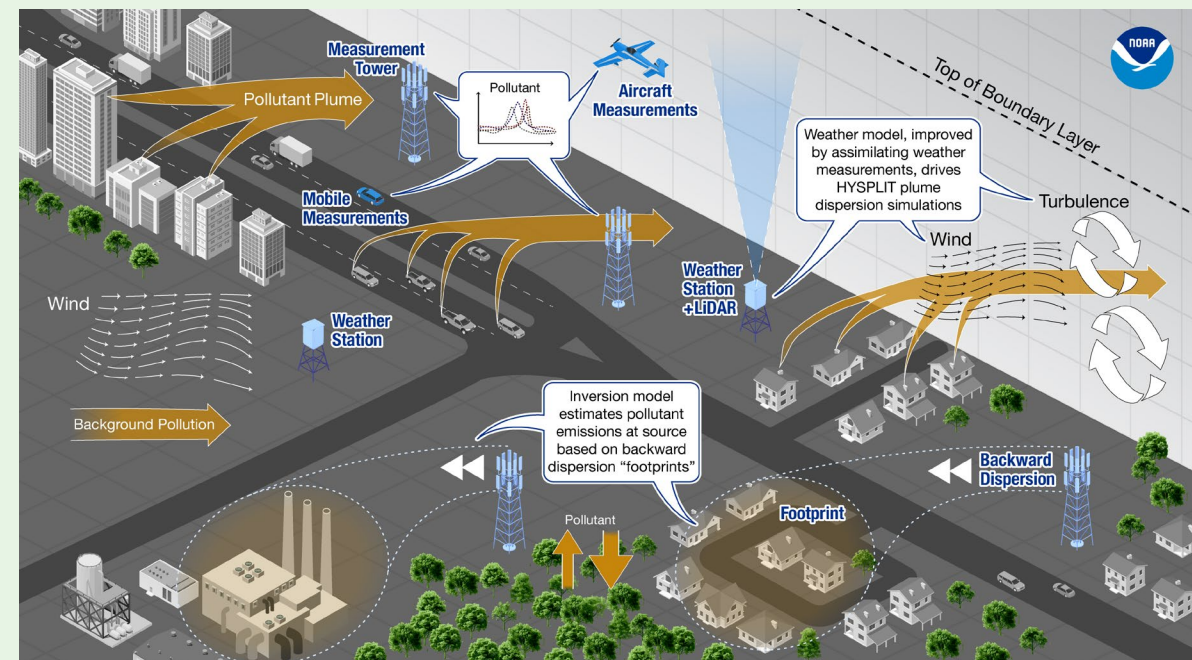 Measurement
Tower
Pollutant Plume
Pollutant
Aircraft
Measurements
NOAA
Top of Boundary Layer
Weather model, improved
by assimilating weather
measurements, drives
HYSPLIT plume
dispersion simulations
Mobile
Measurements
Turbulence
Wind
Weather
Station
+LiDAR
Wind
Weather
Station
Background Pollution
Inversion model
estimates pollutant
emissions at source
based on backward
dispersion “footprints”
Backward
Dispersion
Footprint
Pollutant